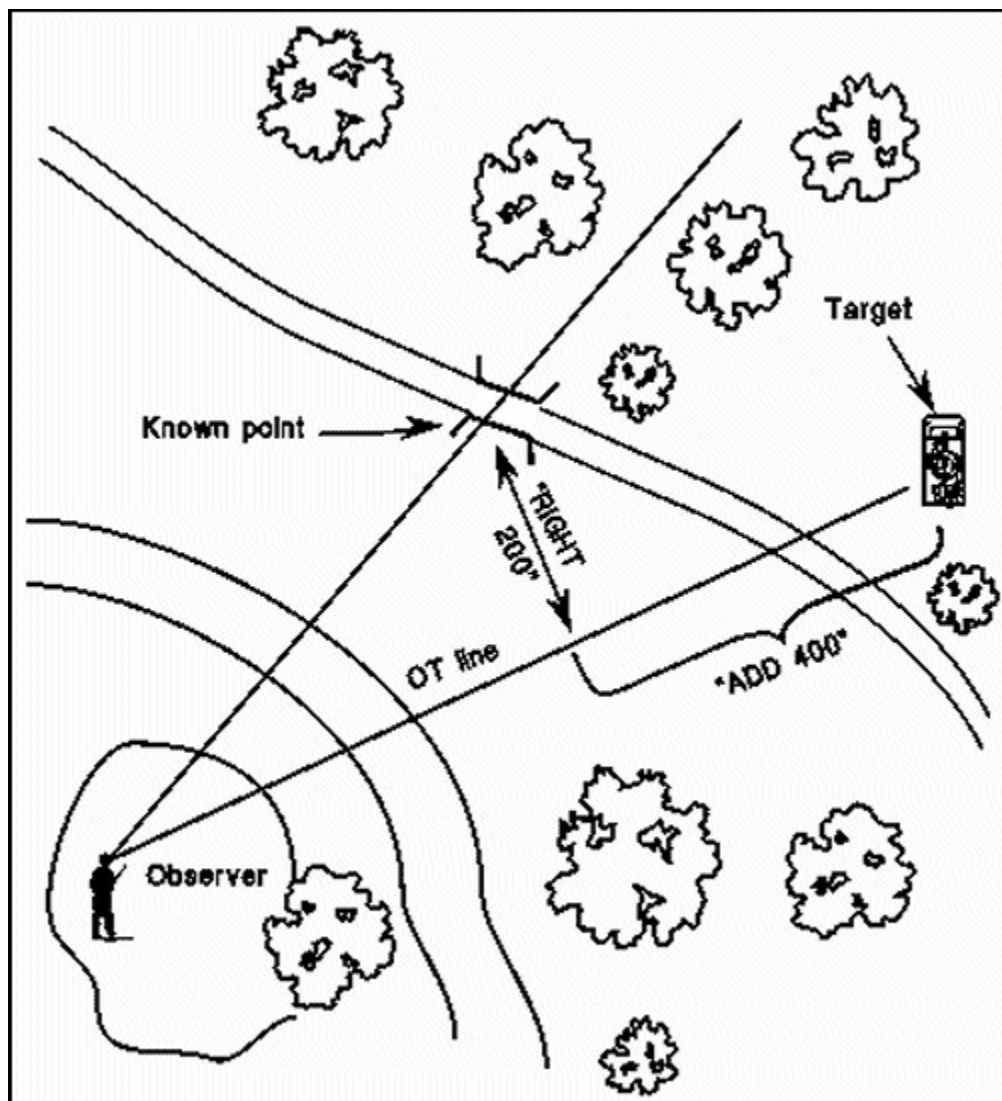 Target
Known point
"RIGHT
200"
OT line
"ADD 400"
Observer